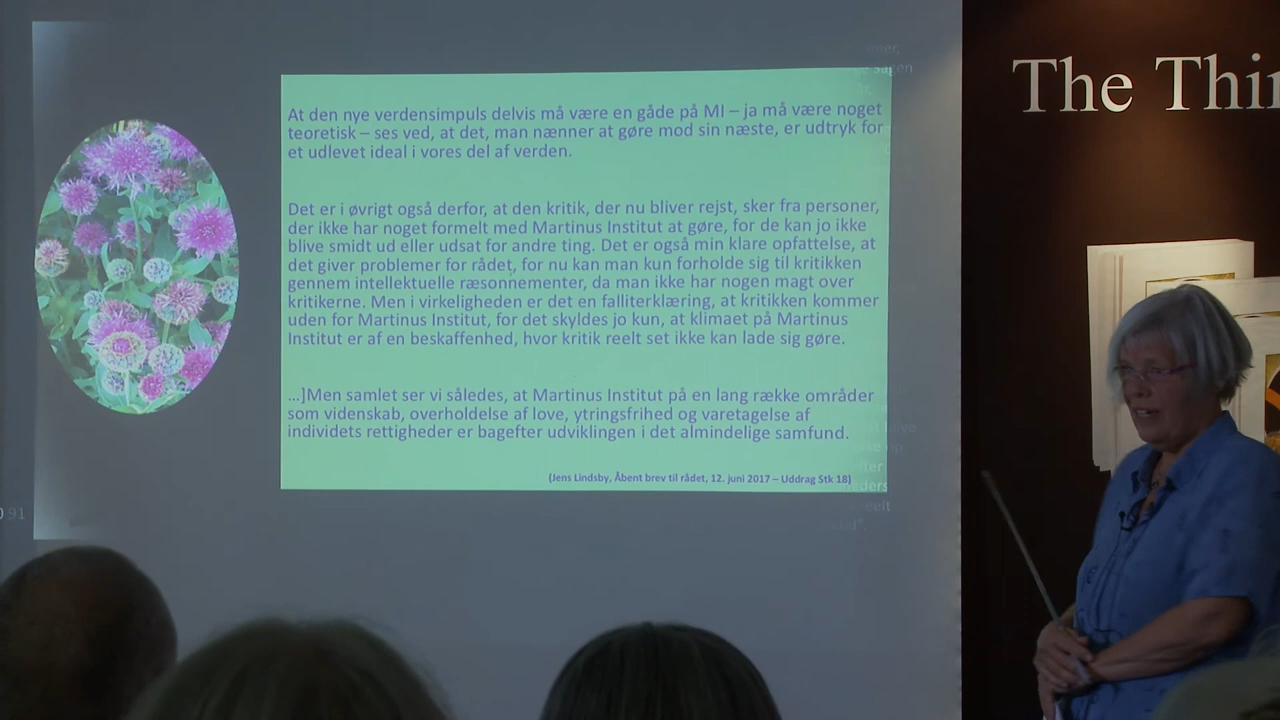 The Thi
At den nye verdensimpuls delvis må være en gåde på MI – ja må være noget
teoretisk – ses ved, at det, man nænner at gøre mod sin næste, er udtryk for
et udlevet ideal i vores del af verden.
Det er i øvrigt også derfor, at den kritik, der nu bliver rejst, sker fra personer,
der ikke har noget formelt med Martinus Institut at gøre, for de kan jo ikke
blive smidt ud eller udsat for andre ting. Det er også min klare opfattelse, at
det giver problemer for rådet, for nu kan man kun forholde sig til kritikken
gennem intellektuelle ræsonnementer, da man ikke har nogen magt over
kritikerne. Men i virkeligheden er det en falliterklæring, at kritikken kommer
uden for Martinus Institut, for det skyldes jo kun, at klimaet på Martinus
Institut er af en beskaffenhed, hvor kritik reelt set ikke kan lade sig gøre.
...]Men samlet ser vi således, at Martinus Institut på en lang række områder
som videnskab, overholdelse af love, ytringsfrihed og varetagelse af
individets rettigheder er bagefter udviklingen i det almindelige samfund.
(Jens Lindsby, Åbent brev til rådet, 12. juni 2017 – Uddrag Stk 18)
91